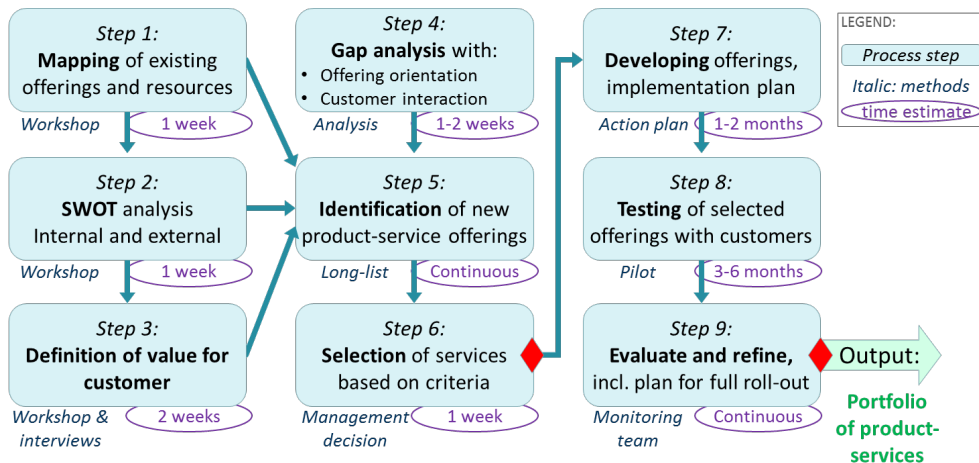 Step 1:
Mapping of existing
offerings and resources
Workshop
1 week
Step 2:
SWOT analysis
Internal and external
Workshop
1 week
Step 3:
Definition of value for
customer
Workshop &
interviews
2 weeks
Step 4:
Gap analysis with:
• Offering orientation
• Customer interaction
Analysis
1-2 weeks
Step 5:
Identification of new
product-service offerings
Long-list
Continuous
Step 6:
Selection of services
based on criteria
Management
decision
1 week
Step 7:
Developing offerings,
implementation plan
Action plan
1-2 months
Step 8:
Testing of selected
offerings with customers
Pilot
3-6 months
Step 9:
Evaluate and refine,
incl. plan for full roll-out
Monitoring
team
Continuous
LEGEND:
Process step
Italic: methods
time estimate
Output:
Portfolio
of product-
services